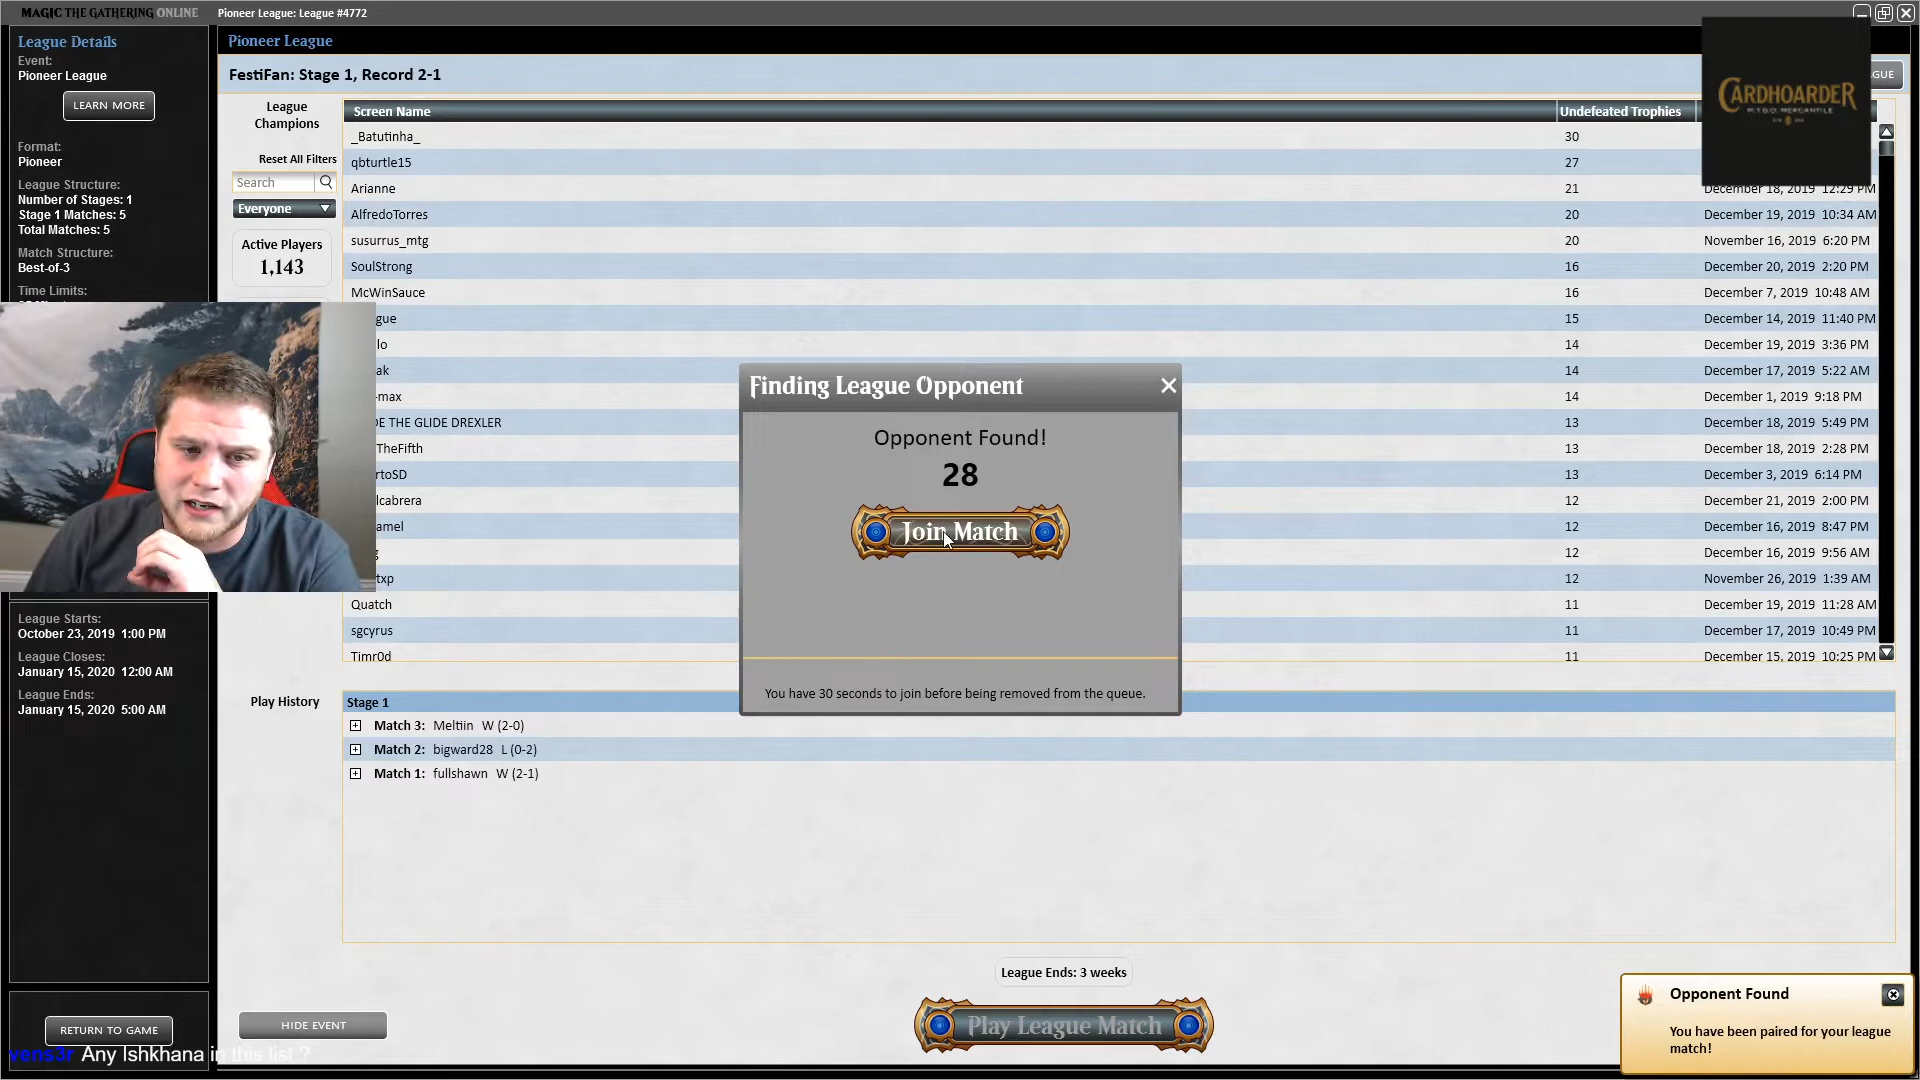 MAGIC THE GATHERING ONLINE
Pioneer League: League #4772
League Details
Event:
Pioneer League
LEARN MORE
Format:
Pioneer
League Structure:
Number of Stages: 1
Stage 1 Matches: 5
Total Matches: 5
Match Structure:
Best-of-3
Time Limits:
League Starts:
October 23, 2019 1:00 PM
League Closes:
January 15, 2020 12:00 AM
League Ends:
January 15, 2020 5:00 AM
RETURN TO GAME
vens3r Any Ishkhana in this list ?
Pioneer League
FestiFan: Stage 1, Record 2-1
GUE
CARDHOARDER
League
Champions
Reset All Filters
Search
Everyone
Active Players
1,143
Screen Name Undefeated Trophies
_Batutinha_ 30
qbturtle15 27
Arianne 21 December 18, 2019 12:29 PM
AlfredoTorres 20 December 19, 2019 10:34 AM
susurrus_mtg 20 November 16, 2019 6:20 PM
SoulStrong 16 December 20, 2019 2:20 PM
McWinSauce 16 December 7, 2019 10:48 AM
gue 15 December 14, 2019 11:40 PM
lo 14 December 19, 2019 3:36 PM
ak 14 December 17, 2019 5:22 AM
-max 14 December 1, 2019 9:18 PM
DE THE GLIDE DREXLER 13 December 18, 2019 5:49 PM
TheFifth 13 December 18, 2019 2:28 PM
rtoSD 13 December 3, 2019 6:14 PM
lcabrera 12 December 21, 2019 2:00 PM
amel 12 December 16, 2019 8:47 PM
12 December 16, 2019 9:56 AM
txp 12 November 26, 2019 1:39 AM
Quatch 11 December 19, 2019 11:28 AM
sgcyrus 11 December 17, 2019 10:49 PM
Timr0d 11 December 15, 2019 10:25 PM
Finding League Opponent
Opponent Found!
28
Join Match
You have 30 seconds to join before being removed from the queue.
Play History
Stage 1
Match 3: Meltiin W (2-0)
Match 2: bigward28 L (0-2)
Match 1: fullshawn W (2-1)
League Ends: 3 weeks
HIDE EVENT
Play League Match
Opponent Found
You have been paired for your league
match!